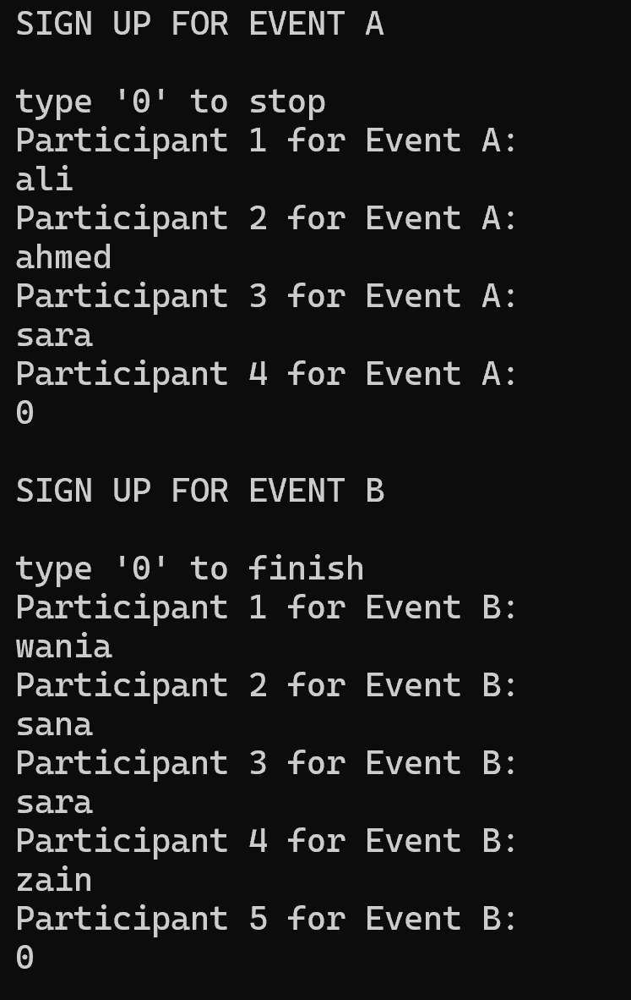 SIGN UP FOR EVENT A
type '0' to stop
Participant 1 for Event A:
ali
Participant 2 for Event A:
ahmed
Participant 3 for Event A:
sara
Participant 4 for Event A:
0
SIGN UP FOR EVENT B
type '0' to finish
Participant 1 for Event B:
wania
Participant 2 for Event B:
sana
Participant 3 for Event B:
sara
Participant 4 for Event B:
zain
Participant 5 for Event B:
0